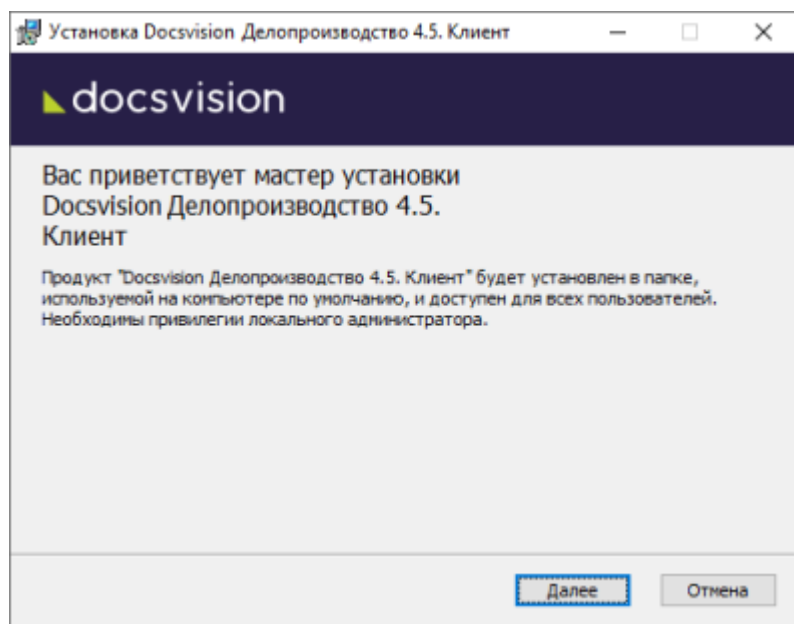 Установка Docsvision Делопроизводство 4.5. Клиент
docsvision
Вас приветствует мастер установки
Docsvision Делопроизводство 4.5.
Клиент
Продукт "Docsvision Делопроизводство 4.5. Клиент" будет установлен в папке,
используемой на компьютере по умолчанию, и доступен для всех пользователей.
Необходимы привилегии локального администратора.
Далее
Отмена